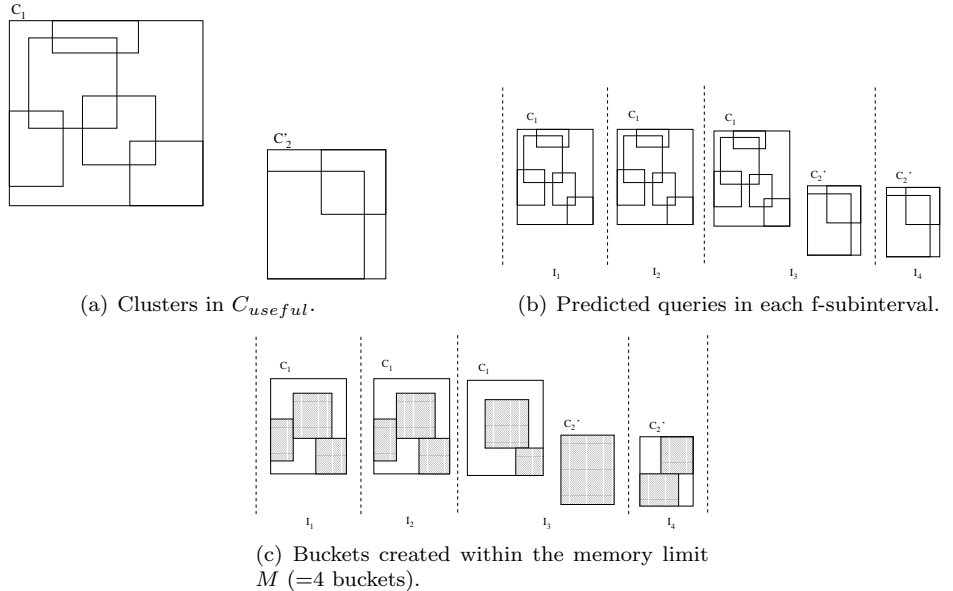 C1
C'2
(a) Clusters in Cuseful.
C1
C1
C1
C2'
C2'
I1
I2
I3
I4
(b) Predicted queries in each f-subinterval.
C1
C1
C1
C2'
C2'
I1
I2
I3
I4
(c) Buckets created within the memory limit
M (=4 buckets).